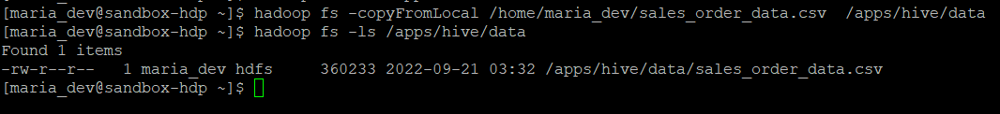 [maria_dev@sandbox-hdp ~]$ hadoop fs -copyFromLocal /home/maria_dev/sales_order_data.csv  /apps/hive/data
[maria_dev@sandbox-hdp ~]$ hadoop fs -ls /apps/hive/data
Found 1 items
-rw-r--r--   1 maria_dev hdfs     360233 2022-09-21 03:32 /apps/hive/data/sales_order_data.csv
[maria_dev@sandbox-hdp ~]$